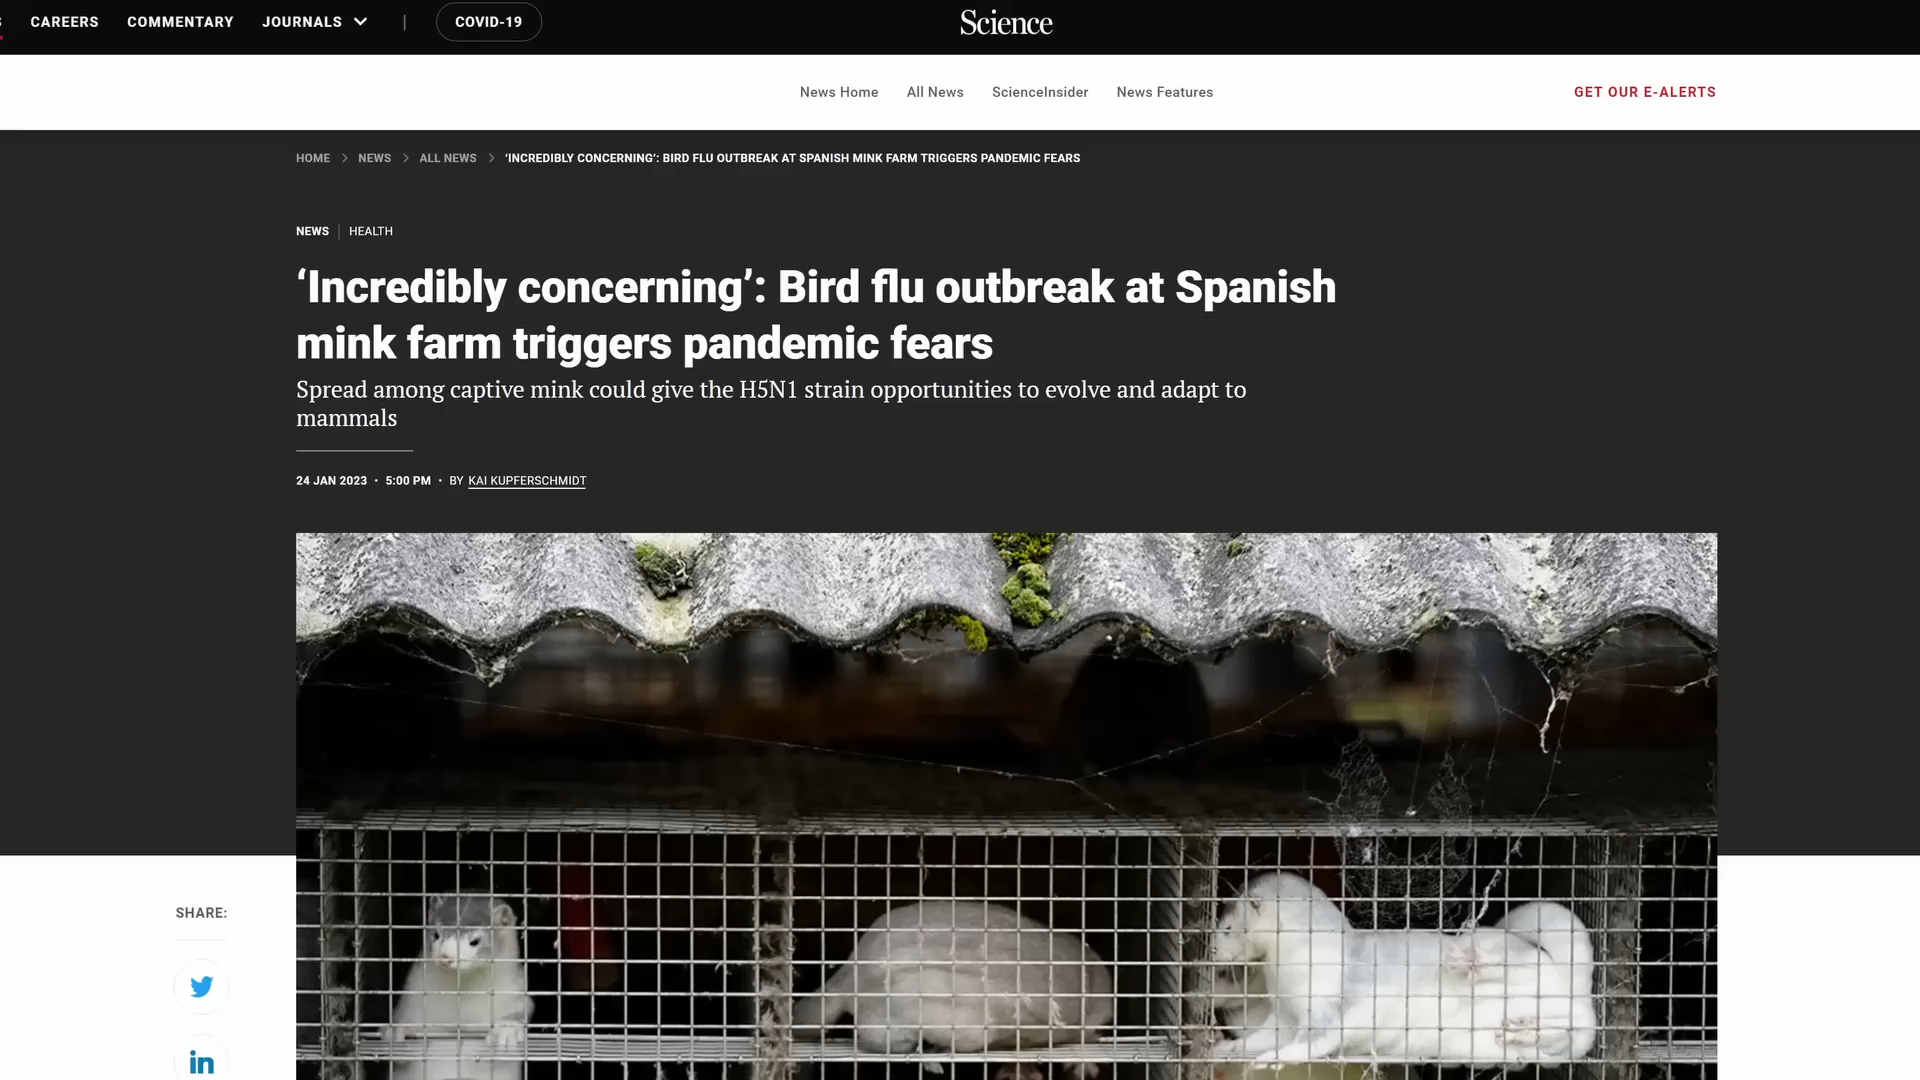 CAREERS COMMENTARY JOURNALS | COVID-19 Science
News Home All News ScienceInsider News Features GET OUR E-ALERTS
HOME > NEWS > ALL NEWS > ‘INCREDIBLY CONCERNING’: BIRD FLU OUTBREAK AT SPANISH MINK FARM TRIGGERS PANDEMIC FEARS
NEWS | HEALTH
‘Incredibly concerning’: Bird flu outbreak at Spanish
mink farm triggers pandemic fears
Spread among captive mink could give the H5N1 strain opportunities to evolve and adapt to
mammals
24 JAN 2023 • 5:00 PM • BY KAI KUPFERSCHMIDT
SHARE:
in